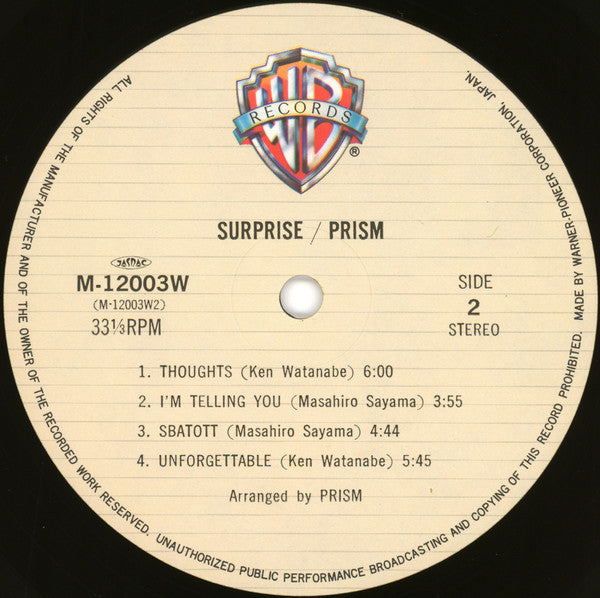 WB
RECORDS
®
SURPRISE / PRISM
JASRAC
M-12003W
(M-12003W2)
33⅓RPM
SIDE
2
STEREO
1. THOUGHTS (Ken Watanabe) 6:00
2. I'M TELLING YOU (Masahiro Sayama) 3:55
3. SBATOTT (Masahiro Sayama) 4:44
4. UNFORGETTABLE (Ken Watanabe) 5:45
Arranged by PRISM
ALL RIGHTS OF THE MANUFACTURER AND OF THE OWNER OF THE RECORDED WORK RESERVED. UNAUTHORIZED PUBLIC PERFORMANCE BROADCASTING AND COPYING OF THIS RECORD PROHIBITED. MADE BY WARNER-PIONEER CORPORATION, JAPAN.